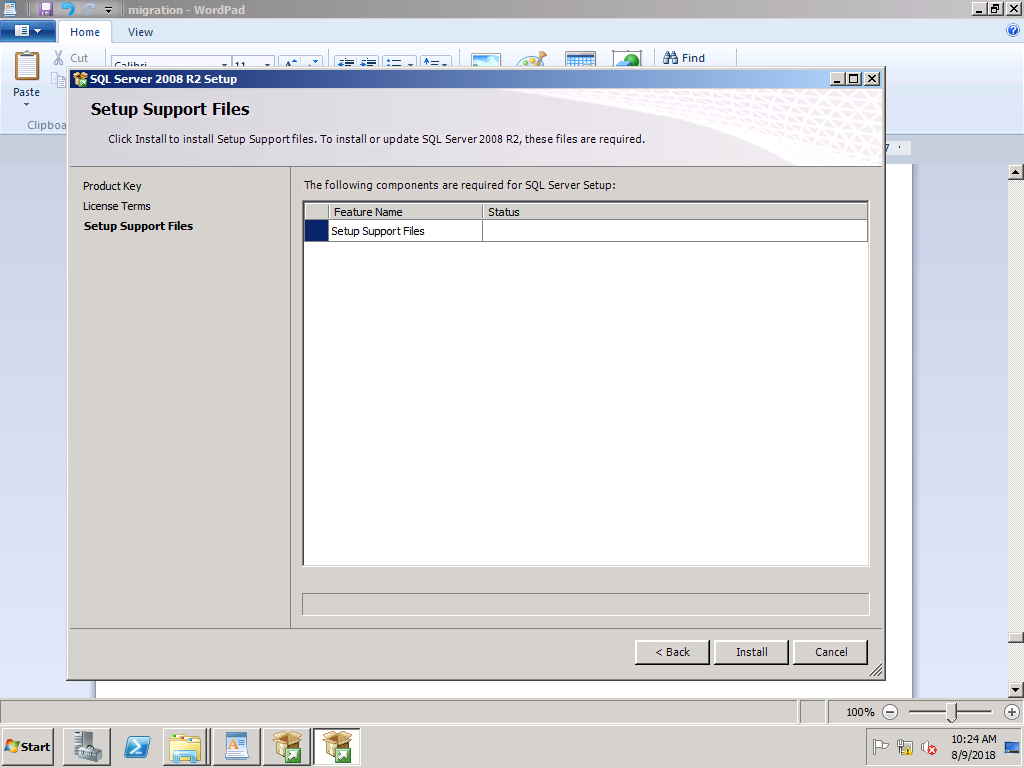 migration - WordPad
Home
View
Cut
Calibri
11
Find
Paste
Clipboa
SQL Server 2008 R2 Setup
Setup Support Files
Click Install to install Setup Support files. To install or update SQL Server 2008 R2, these files are required.
7
Product Key
License Terms
Setup Support Files
The following components are required for SQL Server Setup:
Feature Name Status
Setup Support Files
< Back Install Cancel
100%
Start
10:24 AM
8/9/2018